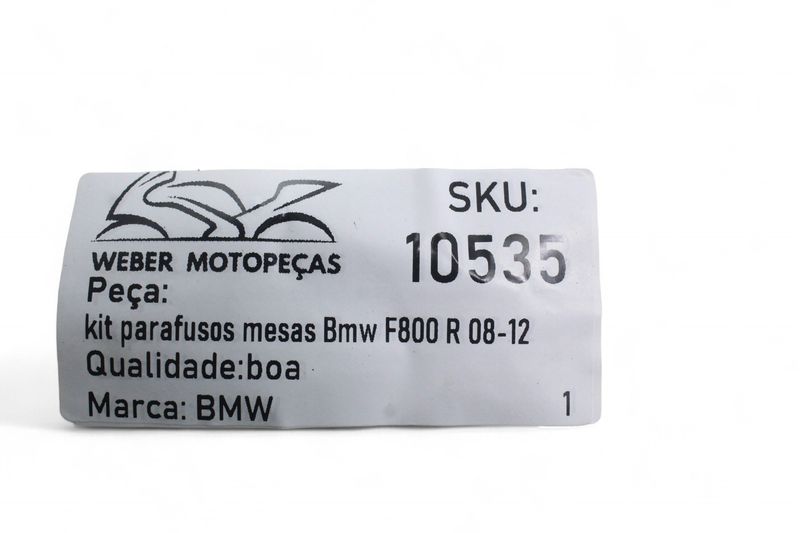 WEBER MOTOPEÇAS
SKU:
10535
Peça:
kit parafusos mesas Bmw F800 R 08-12
Qualidade:boa
Marca: BMW
1